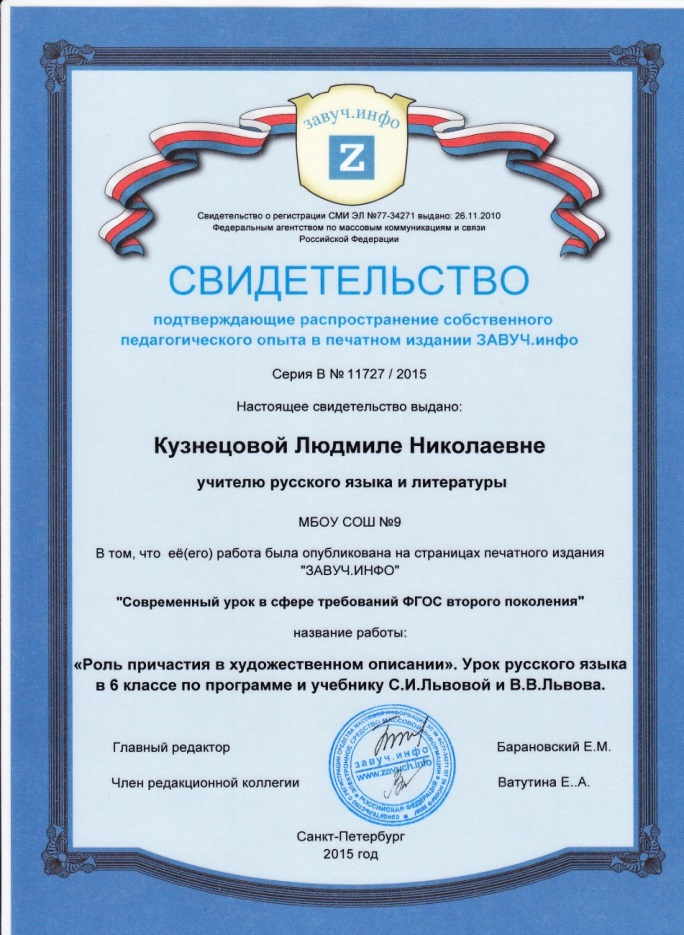 завуч.инфо
Z
Свидетельство о регистрации СМИ ЭЛ №77-34271 выдано: 26.11.2010
Федеральным агентством по массовым коммуникациям и связи
Российской Федерации
СВИДЕТЕЛЬСТВО
подтверждающие распространение собственного
педагогического опыта в печатном издании ЗАВУЧ.инфо
Серия В № 11727 / 2015
Настоящее свидетельство выдано:
Кузнецовой Людмиле Николаевне
учителю русского языка и литературы
МБОУ СОШ №9
В том, что её(его) работа была опубликована на страницах печатного издания
"ЗАВУЧ.ИНФО"
"Современный урок в сфере требований ФГОС второго поколения"
название работы:
«Роль причастия в художественном описании». Урок русского языка
в 6 классе по программе и учебнику С.И.Львовой и В.В.Львова.
Главный редактор
Барановский Е.М.
завуч.инфо
www.zavuch.info
РОССИЙСКАЯ ФЕДЕРАЦИЯ
Член редакционной коллегии
Ватутина Е..А.
Санкт-Петербург
2015 год